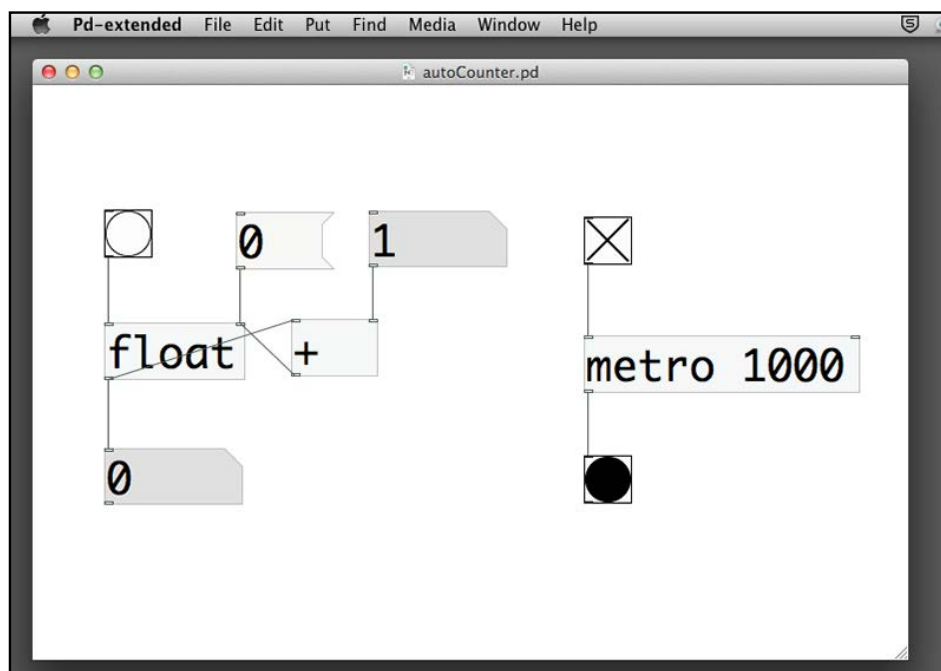 Pd-extended File Edit Put Find Media Window Help
autoCounter.pd
0 1
float + metro 1000
0